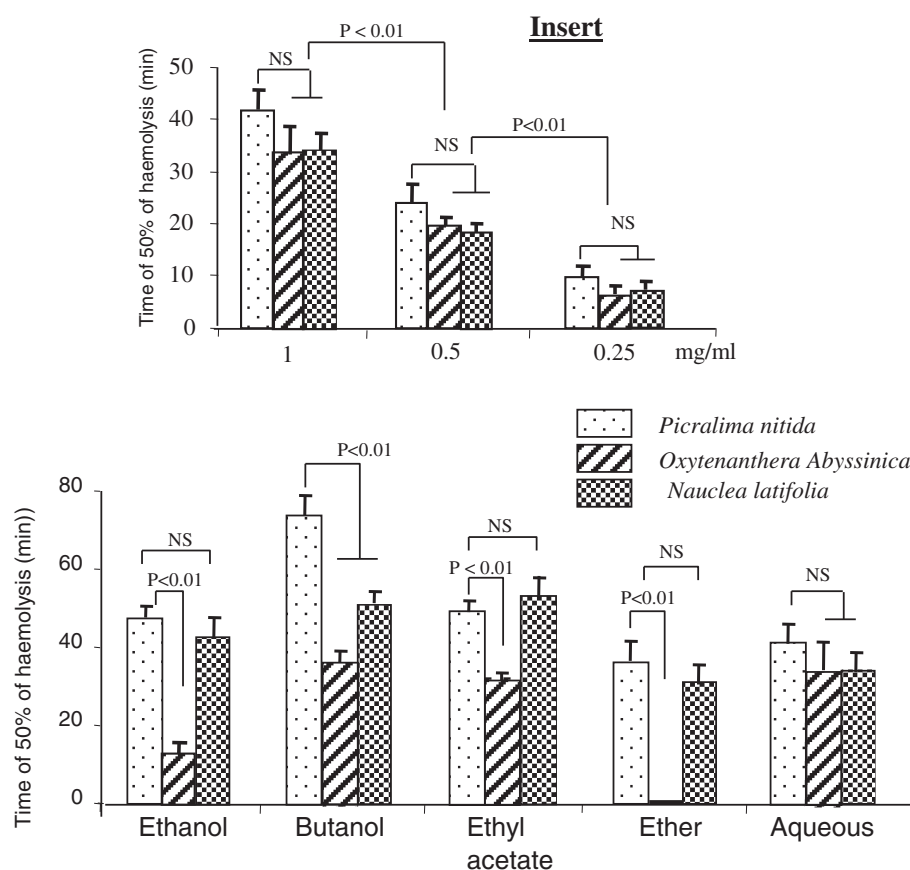 Insert
P < 0.01
NS
P<0.01
NS
NS
Time of 50% of haemolysis (min)
50
40
30
20
10
0
1 0.5 0.25 mg/ml
Picralima nitida
Oxytenanthera Abyssinica
Nauclea latifolia
P<0.01
NS
P<0.01
NS
P < 0.01
NS
P<0.01
NS
Time of 50% of haemolysis (min))
80
60
40
20
0
Ethanol Butanol Ethyl Ether Aqueous
acetate